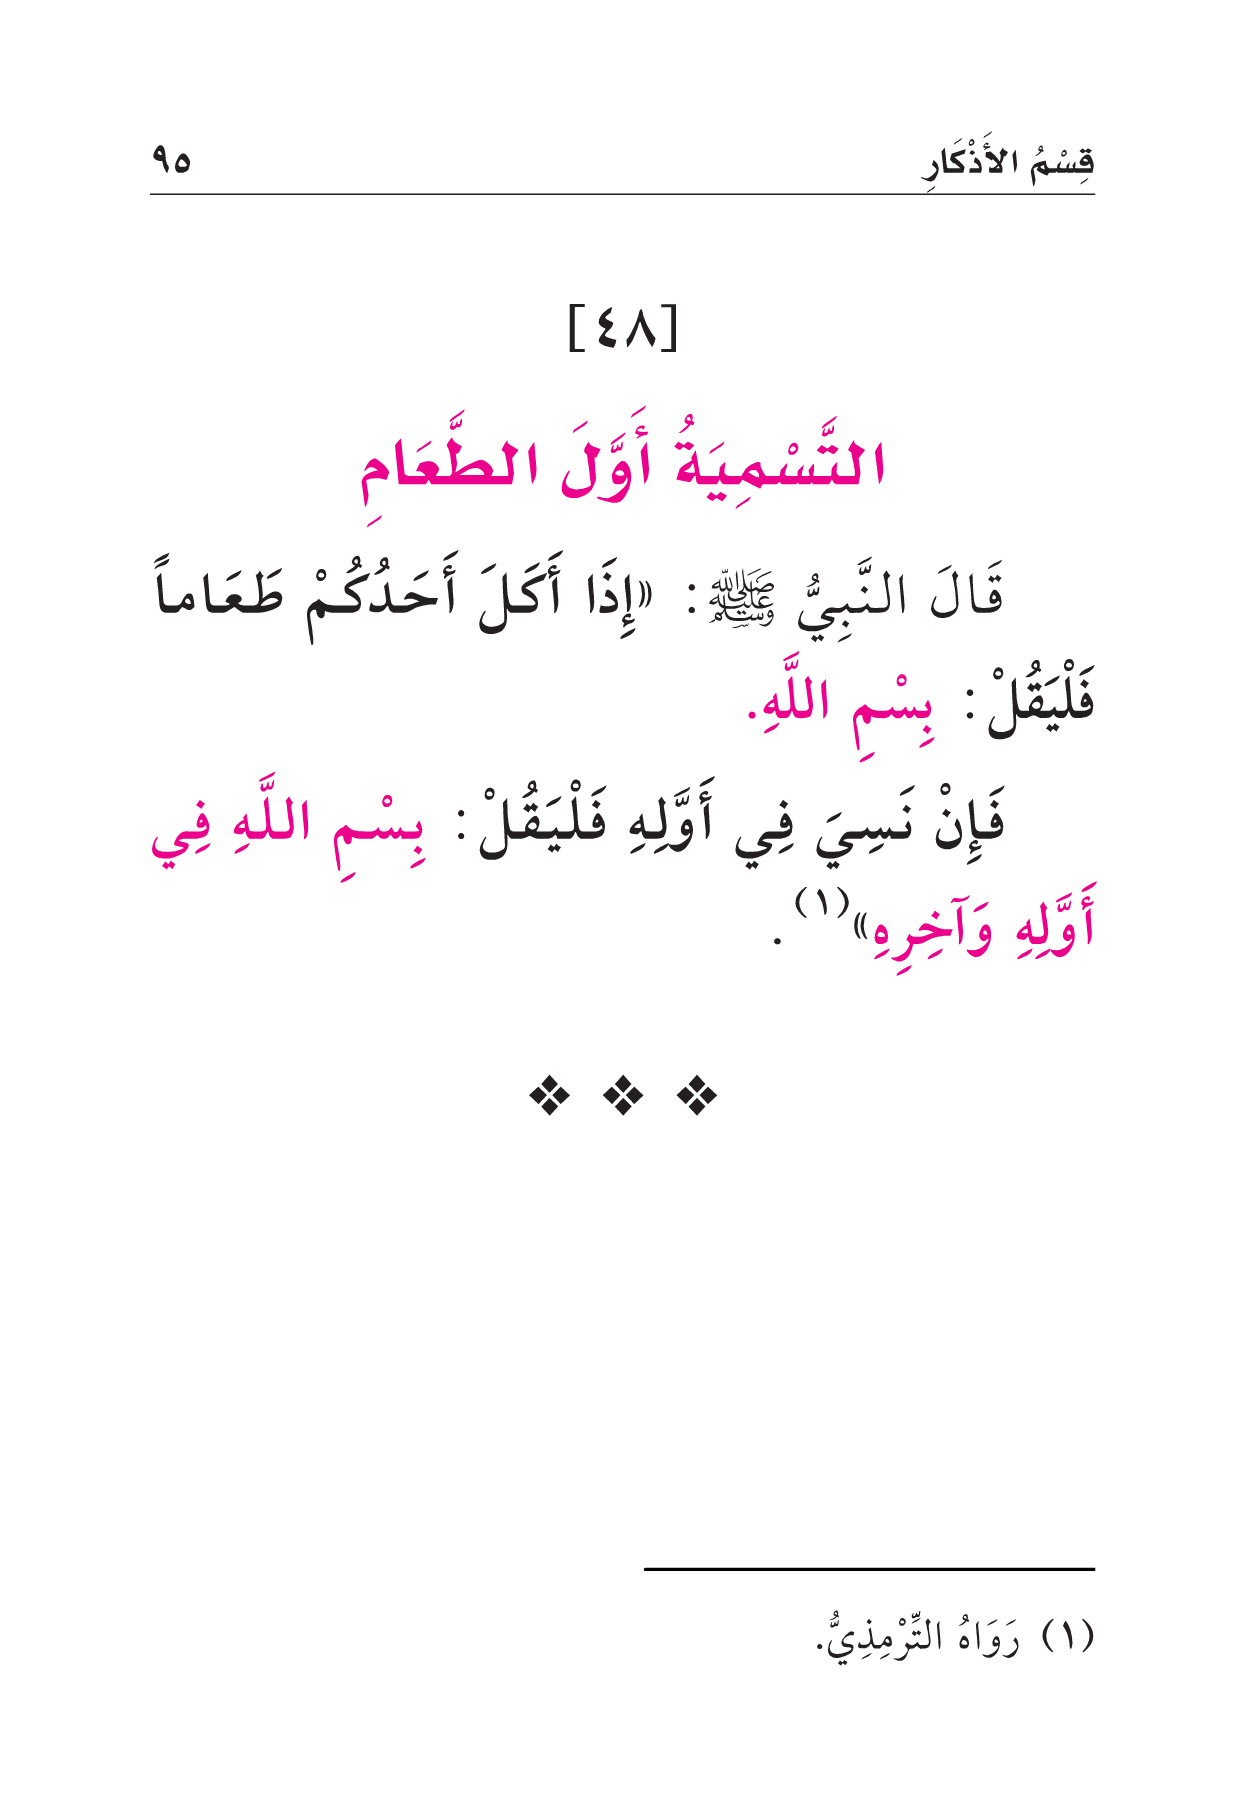 قِسْمُ الأَذْكَارِ ٩٥
[٤٨]
التَّسْمِيَةُ أَوَّلَ الطَّعَامِ
قَالَ النَّبِيُّ ﷺ: «إِذَا أَكَلَ أَحَدُكُمْ طَعَاماً
فَلْيَقُلْ: بِسْمِ اللَّهِ.
فَإِنْ نَسِيَ فِي أَوَّلِهِ فَلْيَقُلْ: بِسْمِ اللَّهِ فِي
أَوَّلِهِ وَآخِرِهِ»(١).
(١) رَوَاهُ التِّرْمِذِيُّ.